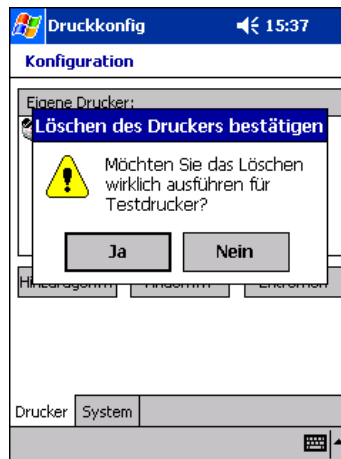 Druckkonfig
15:37
Konfiguration
Eigene Drucker:
Löschen des Druckers bestätigen
Möchten Sie das Löschen
wirklich ausführen für
Testdrucker?
Ja
Nein
Drucker
System